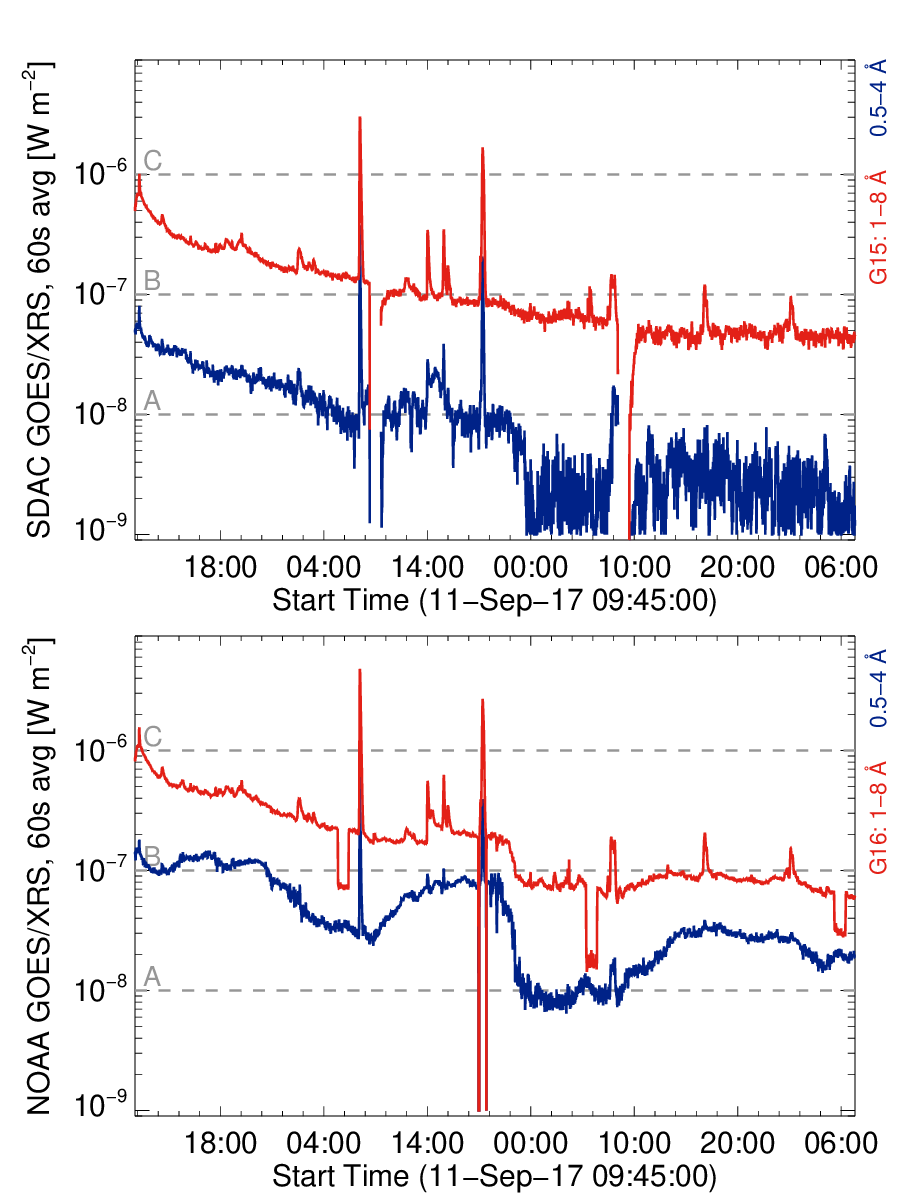 SDAC GOES/XRS, 60s avg [W m−2]
0.5−4 Å
G15: 1−8 Å
10−6
10−7
10−8
10−9
C
B
A
18:00 04:00 14:00 00:00 10:00 20:00 06:00
Start Time (11−Sep−17 09:45:00)
NOAA GOES/XRS, 60s avg [W m−2]
0.5−4 Å
G16: 1−8 Å
10−6
10−7
10−8
10−9
C
B
A
18:00 04:00 14:00 00:00 10:00 20:00 06:00
Start Time (11−Sep−17 09:45:00)